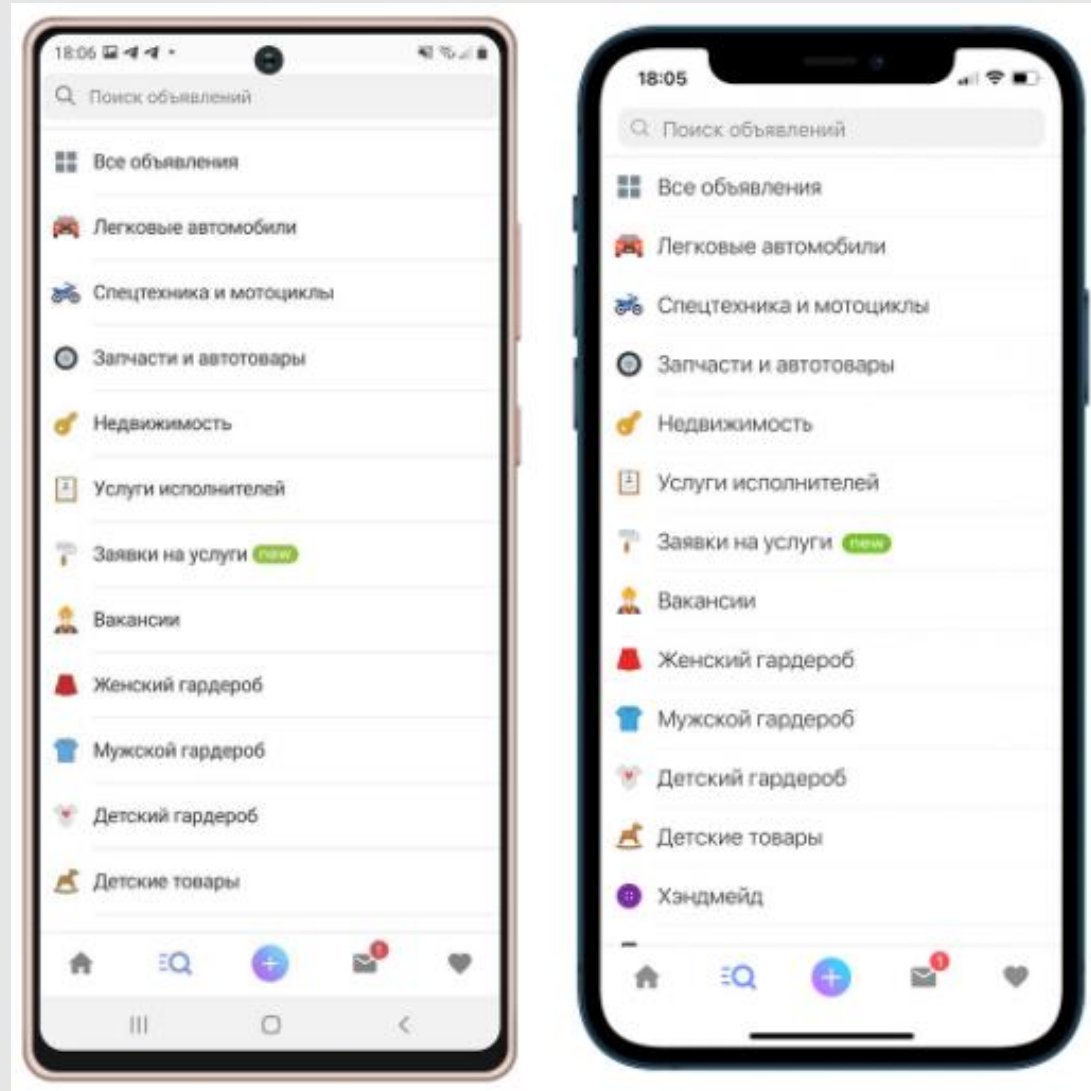 18:06
Поиск объявлений
Все объявления
Легковые автомобили
Спецтехника и мотоциклы
Запчасти и автотовары
Недвижимость
Услуги исполнителей
Заявки на услуги new
Вакансии
Женский гардероб
Мужской гардероб
Детский гардероб
Детские товары
1
18:05
Поиск объявлений
Все объявления
Легковые автомобили
Спецтехника и мотоциклы
Запчасти и автотовары
Недвижимость
Услуги исполнителей
Заявки на услуги new
Вакансии
Женский гардероб
Мужской гардероб
Детский гардероб
Детские товары
Хэндмейд
1